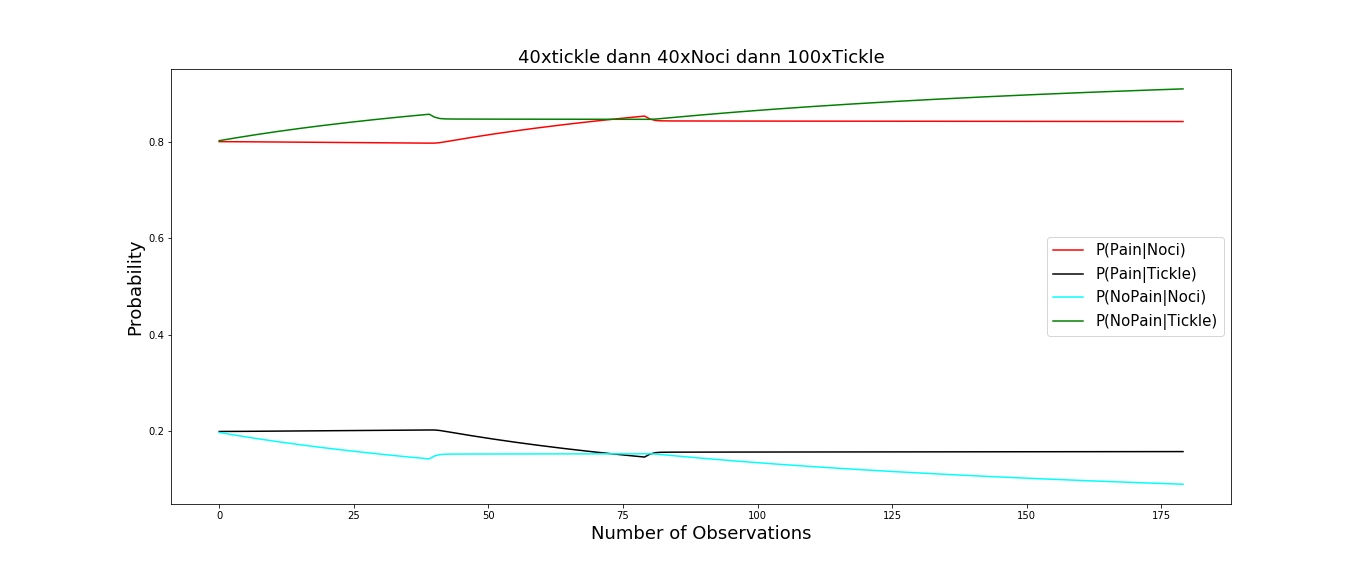 40xtickle dann 40xNoci dann 100xTickle
Probability
0.8
0.6
0.4
0.2
P(Pain|Noci)
P(Pain|Tickle)
P(NoPain|Noci)
P(NoPain|Tickle)
0 25 50 75 100 125 150 175
Number of Observations